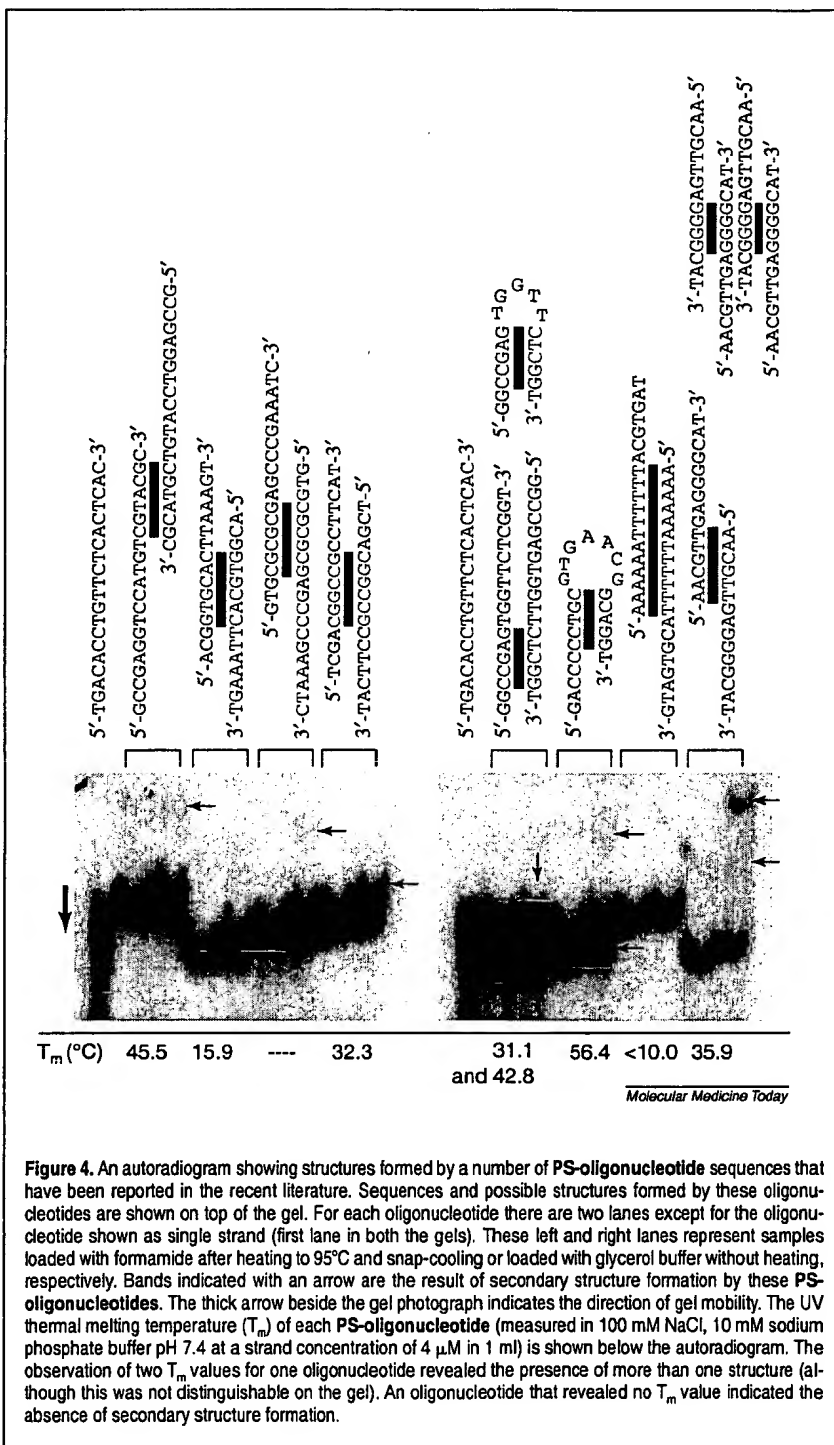 5′-TGACACCTGTTCTCACTCAC-3′
5′-GCCGAGGTCCATGTCGTACGC-3′
3′-CGCATGCTGTACCTGGAGCCG-5′
5′-ACGGTGCACTTAAAGT-3′
3′-TGAAATTCACGTGGCA-5′
5′-GTGCGCGCGAGCCCGAAATC-3′
3′-CTAAAGCCCGAGCGCGCGTG-5′
5′-TCGACGGCCGCCTTCAT-3′
3′-TACTTCCGCCGGCAGCT-5′
5′-TGACACCTGTTCTCACTCAC-3′
5′-GGCCGAGTGGTTCTCGGT-3′
3′-TGGCTCTTGGTGAGCCGG-5′
5′-GGCCGAG
T G G T T
3′-TGGCTC
5′-GACCCCCTGC
G A A C G
3′-TGGACG
5′-AAAAAATTTTTTACGTGAT
3′-GTAGTGCATTTTTTAAAAAA-5′
5′-AACGTTGAGGGGCAT-3′
3′-TACGGGGAGTTGCAA-5′
3′-TACGGGGAGTTGCAA-5′
5′-AACGTTGAGGGGCAT-3′
3′-TACGGGGAGTTGCAA-5′
5′-AACGTTGAGGGGCAT-3′
Tm (°C) 45.5 15.9 ---- 32.3 31.1 56.4 <10.0 35.9
and 42.8
Molecular Medicine Today
Figure 4. An autoradiogram showing structures formed by a number of PS-oligonucleotide sequences that
have been reported in the recent literature. Sequences and possible structures formed by these oligonu-
cleotides are shown on top of the gel. For each oligonucleotide there are two lanes except for the oligonu-
cleotide shown as single strand (first lane in both the gels). These left and right lanes represent samples
loaded with formamide after heating to 95°C and snap-cooling or loaded with glycerol buffer without heating,
respectively. Bands indicated with an arrow are the result of secondary structure formation by these PS-
oligonucleotides. The thick arrow beside the gel photograph indicates the direction of gel mobility. The UV
thermal melting temperature (Tm) of each PS-oligonucleotide (measured in 100 mM NaCl, 10 mM sodium
phosphate buffer pH 7.4 at a strand concentration of 4 μM in 1 ml) is shown below the autoradiogram. The
observation of two Tm values for one oligonucleotide revealed the presence of more than one structure (al-
though this was not distinguishable on the gel). An oligonucleotide that revealed no Tm value indicated the
absence of secondary structure formation.